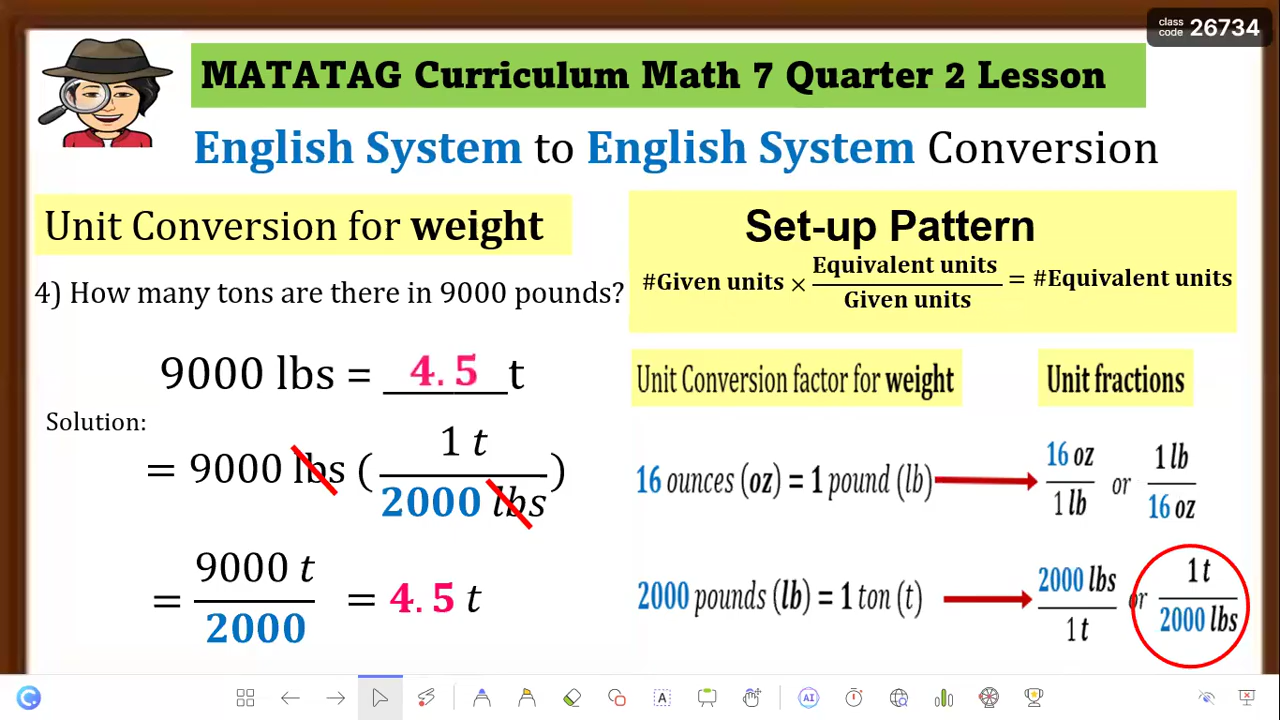 class code 26734
MATATAG Curriculum Math 7 Quarter 2 Lesson
English System to English System Conversion
Unit Conversion for weight
4) How many tons are there in 9000 pounds?
9000 lbs = 4.5 t
Solution:
= 9000 lbs (1 t / 2000 lbs)
= 9000 t / 2000 = 4.5 t
Set-up Pattern
#Given units × Equivalent units / Given units = #Equivalent units
Unit Conversion factor for weight
Unit fractions
16 ounces (oz) = 1 pound (lb)
16 oz / 1 lb or 1 lb / 16 oz
2000 pounds (lb) = 1 ton (t)
2000 lbs / 1 t or 1 t / 2000 lbs
A
AI